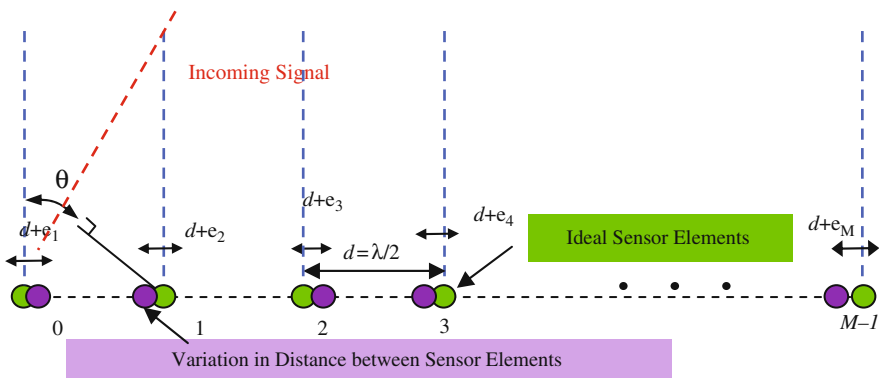 Incoming Signal
θ
d+e₃
d+e₁
d+e₂
d+e₄
d+eM
Ideal Sensor Elements
d=λ/2
• • •
0
1
2
3
M–1
Variation in Distance between Sensor Elements